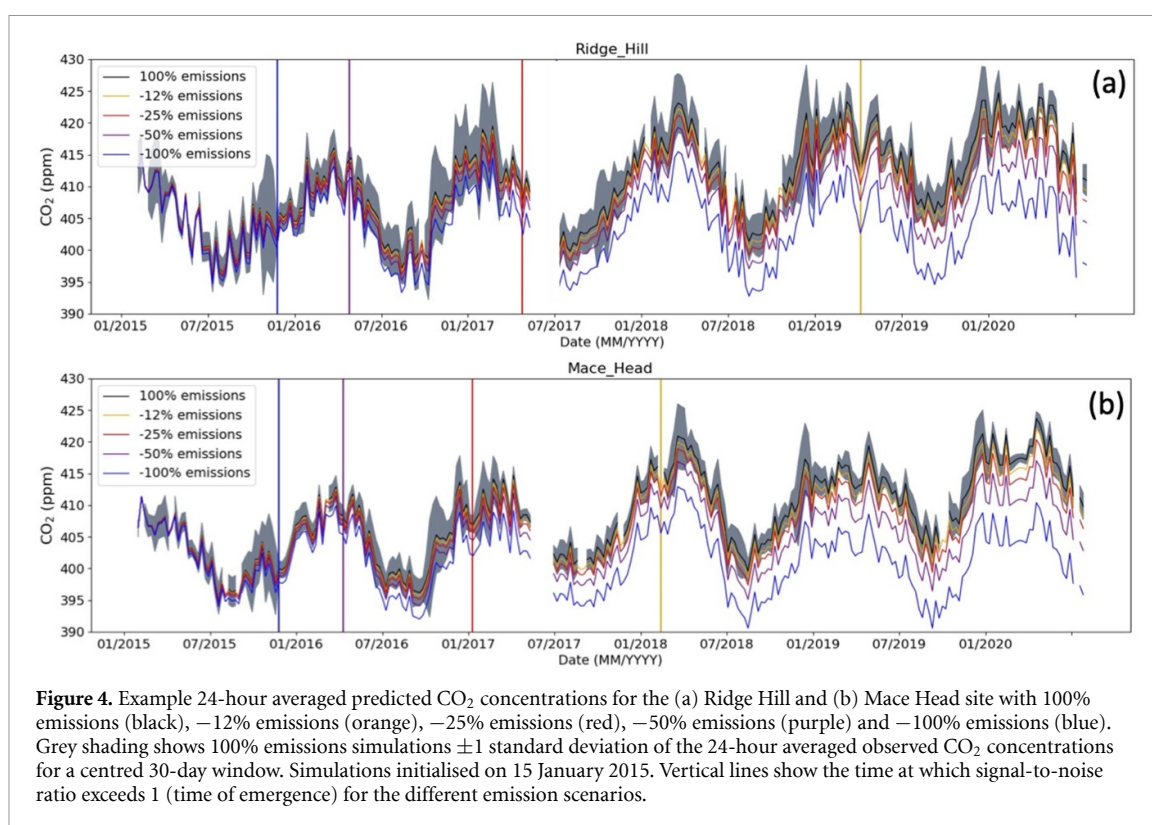 Ridge_Hill
430
425
420
415
410
405
400
395
390
CO2 (ppm)
100% emissions
-12% emissions
-25% emissions
-50% emissions
-100% emissions
(a)
01/2015 07/2015 01/2016 07/2016 01/2017 07/2017 01/2018 07/2018 01/2019 07/2019 01/2020
Date (MM/YYYY)
Mace_Head
430
425
420
415
410
405
400
395
390
CO2 (ppm)
100% emissions
-12% emissions
-25% emissions
-50% emissions
-100% emissions
(b)
01/2015 07/2015 01/2016 07/2016 01/2017 07/2017 01/2018 07/2018 01/2019 07/2019 01/2020
Date (MM/YYYY)
Figure 4. Example 24-hour averaged predicted CO2 concentrations for the (a) Ridge Hill and (b) Mace Head site with 100%
emissions (black), −12% emissions (orange), −25% emissions (red), −50% emissions (purple) and −100% emissions (blue).
Grey shading shows 100% emissions simulations ±1 standard deviation of the 24-hour averaged observed CO2 concentrations
for a centred 30-day window. Simulations initialised on 15 January 2015. Vertical lines show the time at which signal-to-noise
ratio exceeds 1 (time of emergence) for the different emission scenarios.